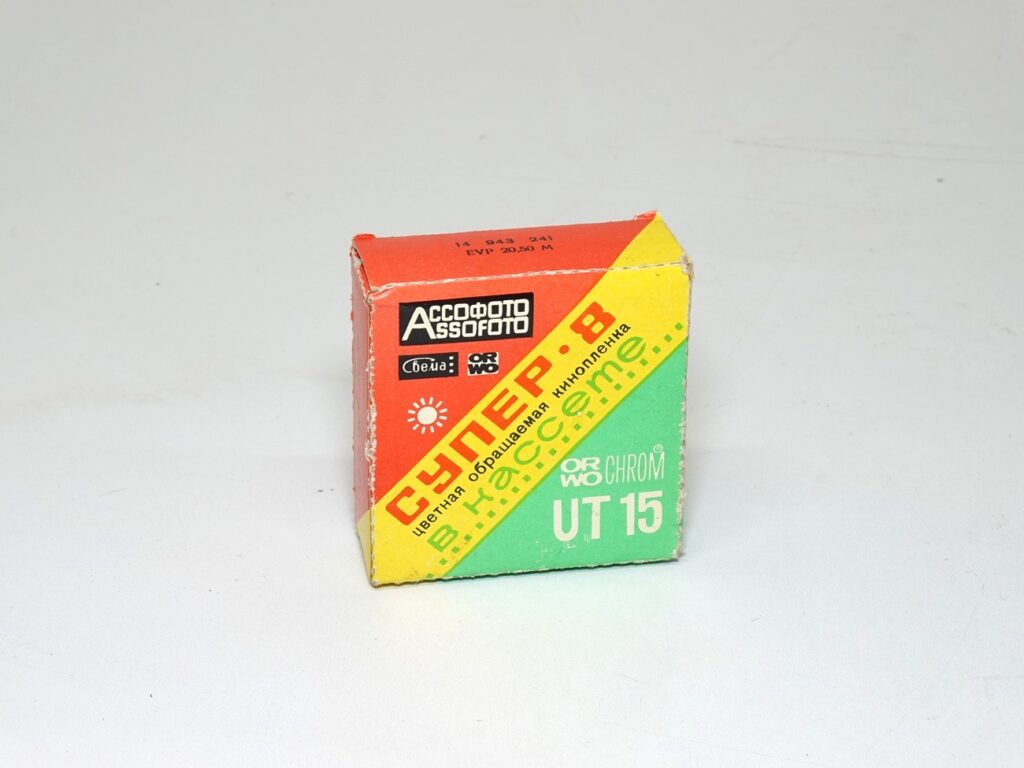 14 943 241
EVP 20,50 M
АССОФОТО
ASSOFOTO
Свема
ORWO
СУПЕР·8
цветная обращаемая кинопленка
в кассете
ORWO CHROM
UT 15